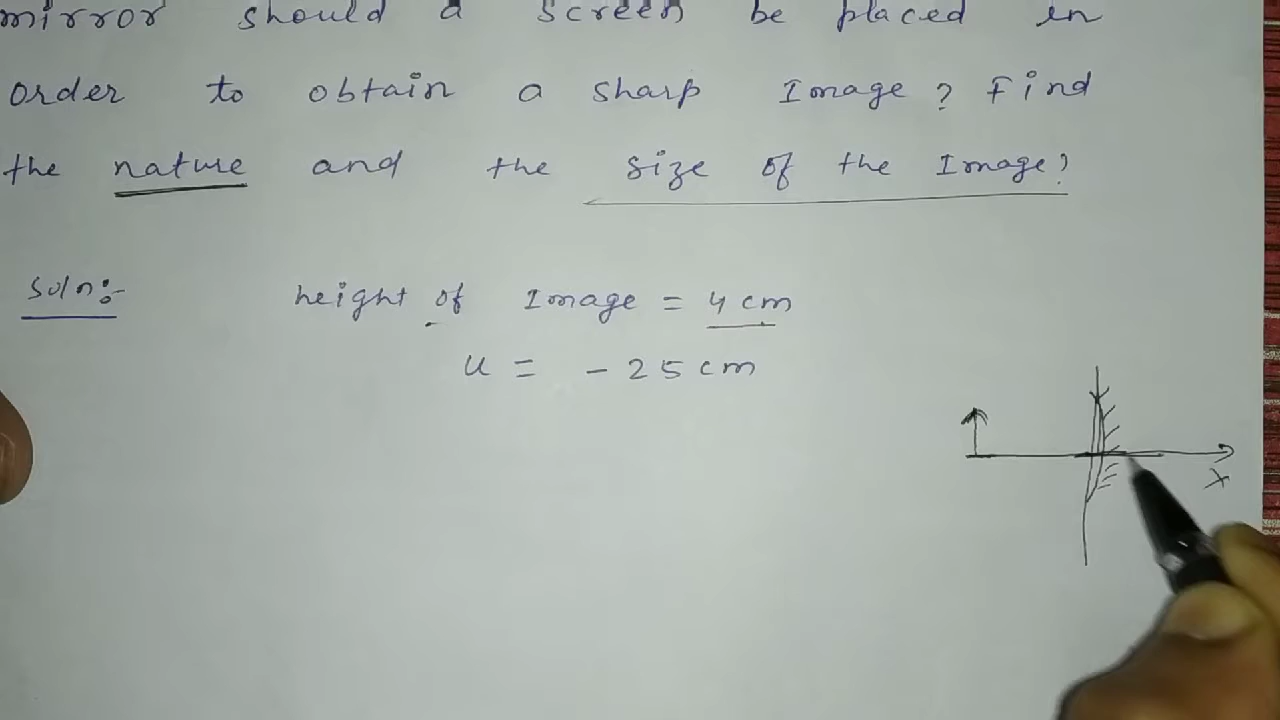 mirror should a screen be placed in
order to obtain a sharp Image? Find
the nature and the size of the Image?
Soln:- height of Image = 4 cm
u = - 25 cm
X